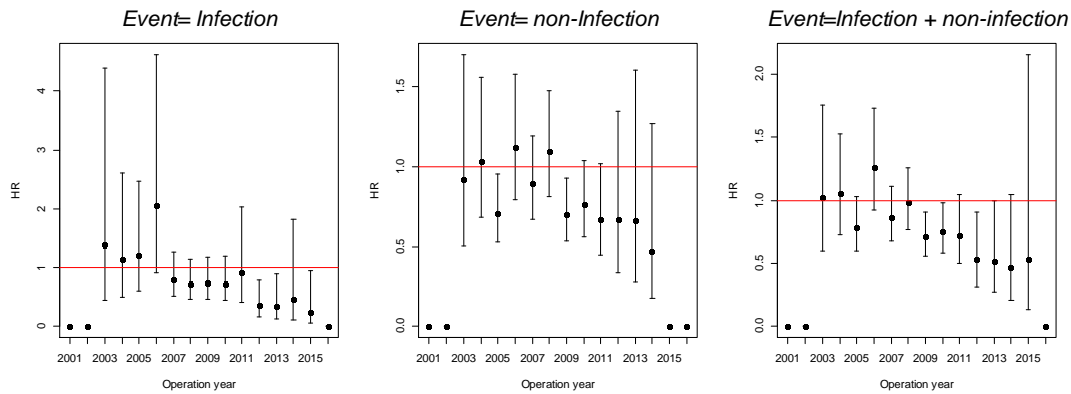 Event= Infection
Event= non-Infection
Event=Infection + non-infection
HR
4
3
2
1
0
2001 2003 2005 2007 2009 2011 2013 2015
Operation year
HR
1.5
1.0
0.5
0.0
2001 2003 2005 2007 2009 2011 2013 2015
Operation year
HR
2.0
1.5
1.0
0.5
0.0
2001 2003 2005 2007 2009 2011 2013 2015
Operation year